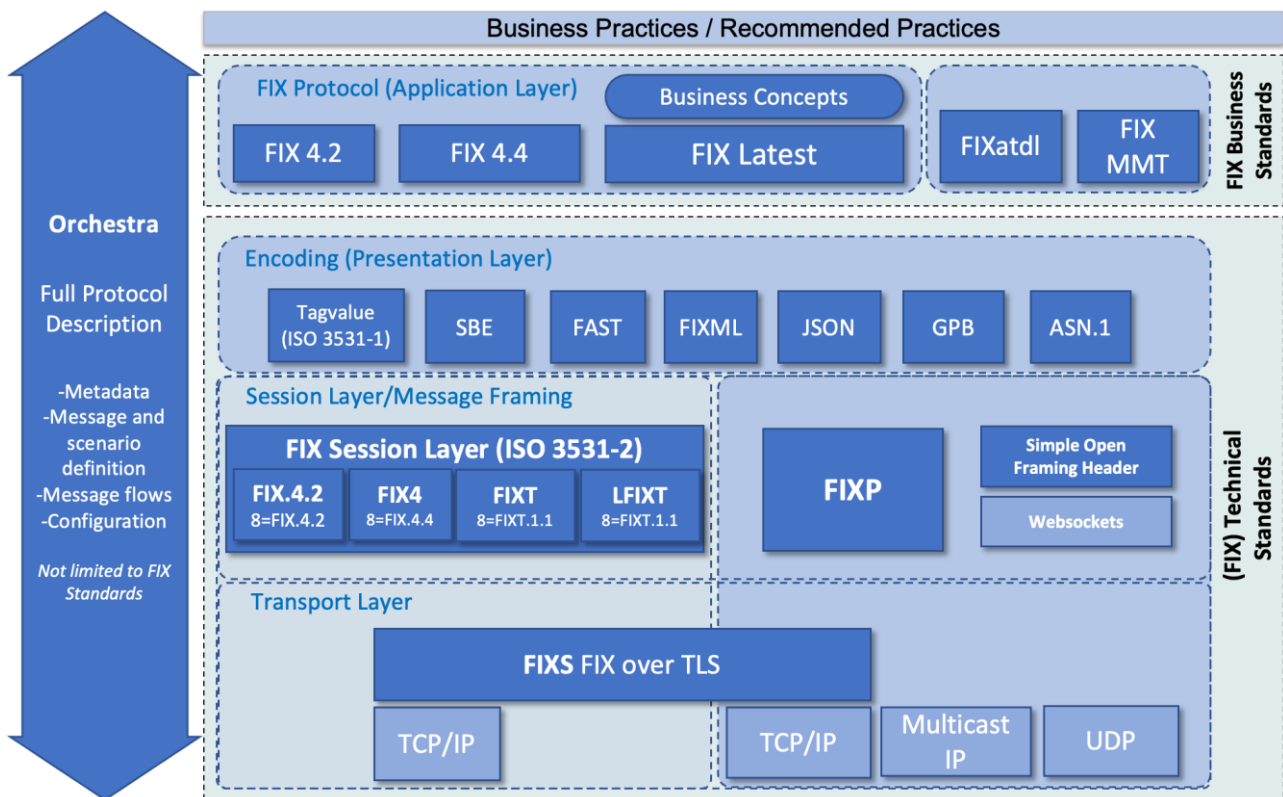 Business Practices / Recommended Practices
Orchestra
Full Protocol
Description
-Metadada
-Message and
scenario
definition
-Message flows
-Configuration
Not limited to FIX
Standards
FIX Protocol (Application Layer)
Business Concepts
FIX 4.2
FIX 4.4
FIX Latest
FIXatdl
FIX
MMT
FIX Business
Standards
Encoding (Presentation Layer)
Tagvalue
(ISO 3531-1)
SBE
FAST
FIXML
JSON
GPB
ASN.1
Session Layer/Message Framing
FIX Session Layer (ISO 3531-2)
FIX.4.2
8=FIX.4.2
FIX4
8=FIX.4.4
FIXT
8=FIXT.1.1
LFIXT
8=FIXT.1.1
FIXP
Simple Open
Framing Header
Websockets
(FIX) Technical
Standards
Transport Layer
FIXS FIX over TLS
TCP/IP
TCP/IP
Multicast
IP
UDP